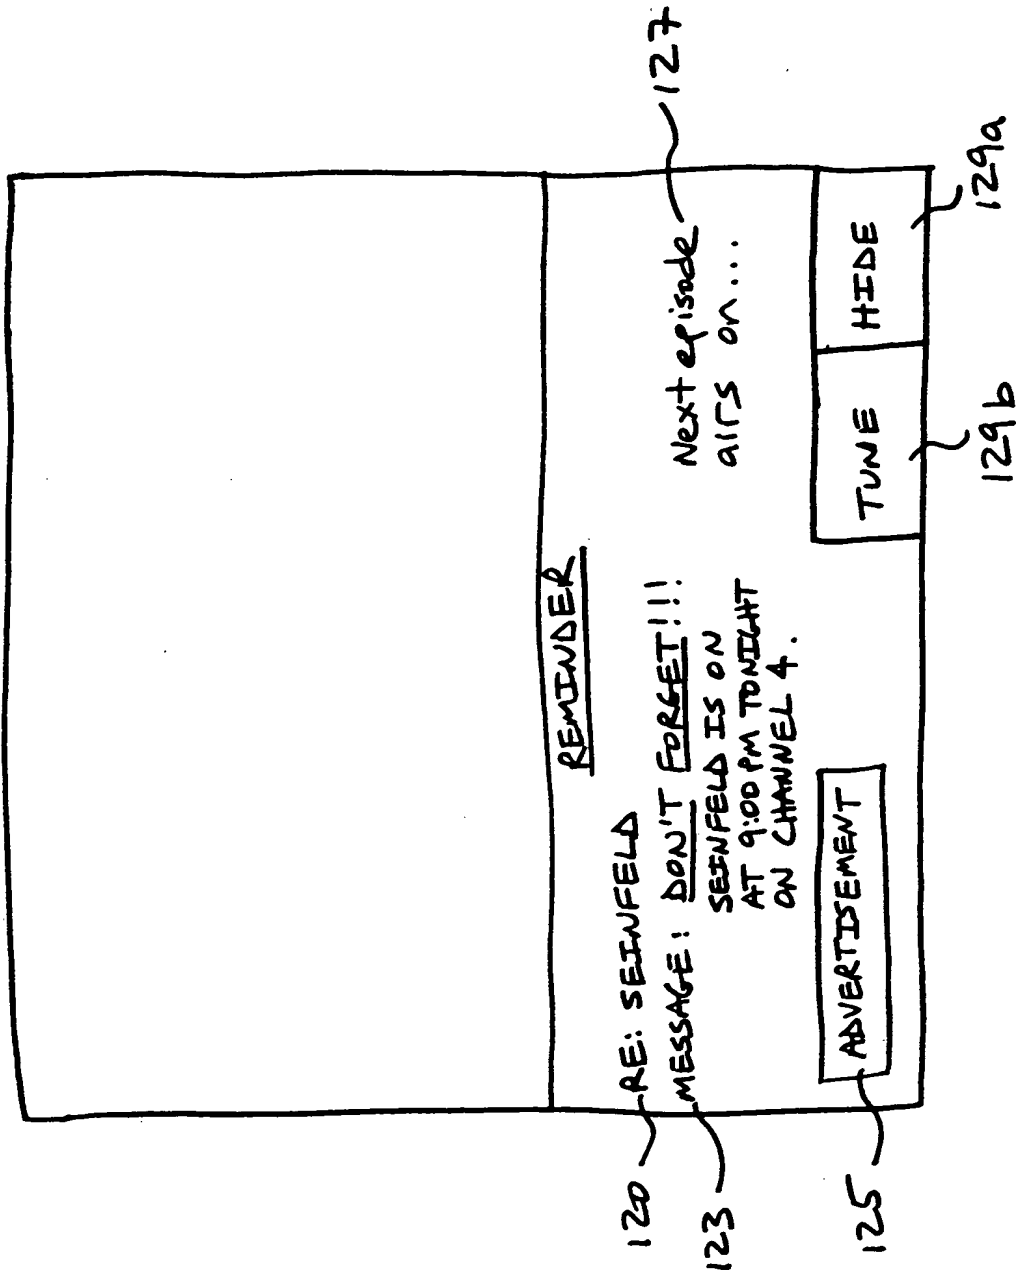 REMINDER
120
RE: SEINFELD
123
MESSAGE: DON'T FORGET!!!!
SEINFELD IS ON
AT 9:00 PM TONIGHT
ON CHANNEL 4.
Next episode
airs on....
127
125
ADVERTISEMENT
TUNE
HIDE
129b
129a